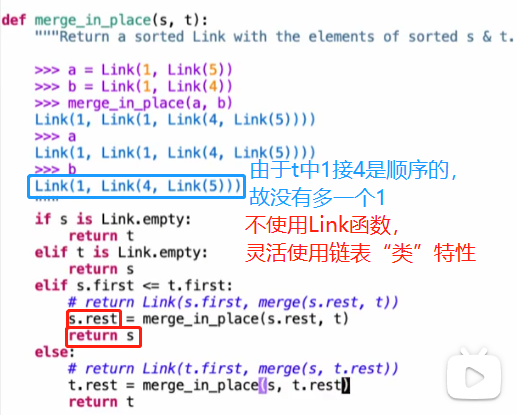 def merge_in_place(s, t):
"""Return a sorted Link with the elements of sorted s & t.
>>> a = Link(1, Link(5))
>>> b = Link(1, Link(4))
>>> merge_in_place(a, b)
Link(1, Link(1, Link(4, Link(5))))
>>> a
Link(1, Link(1, Link(4, Link(5))))
>>> b
Link(1, Link(4, Link(5)))
"""
由于t中1接4是顺序的，
故没有多一个1
不使用Link函数，
灵活使用链表“类”特性
if s is Link.empty:
return t
elif t is Link.empty:
return s
elif s.first <= t.first:
# return Link(s.first, merge(s.rest, t))
s.rest = merge_in_place(s.rest, t)
return s
else:
# return Link(t.first, merge(s, t.rest))
t.rest = merge_in_place(s, t.rest)
return t